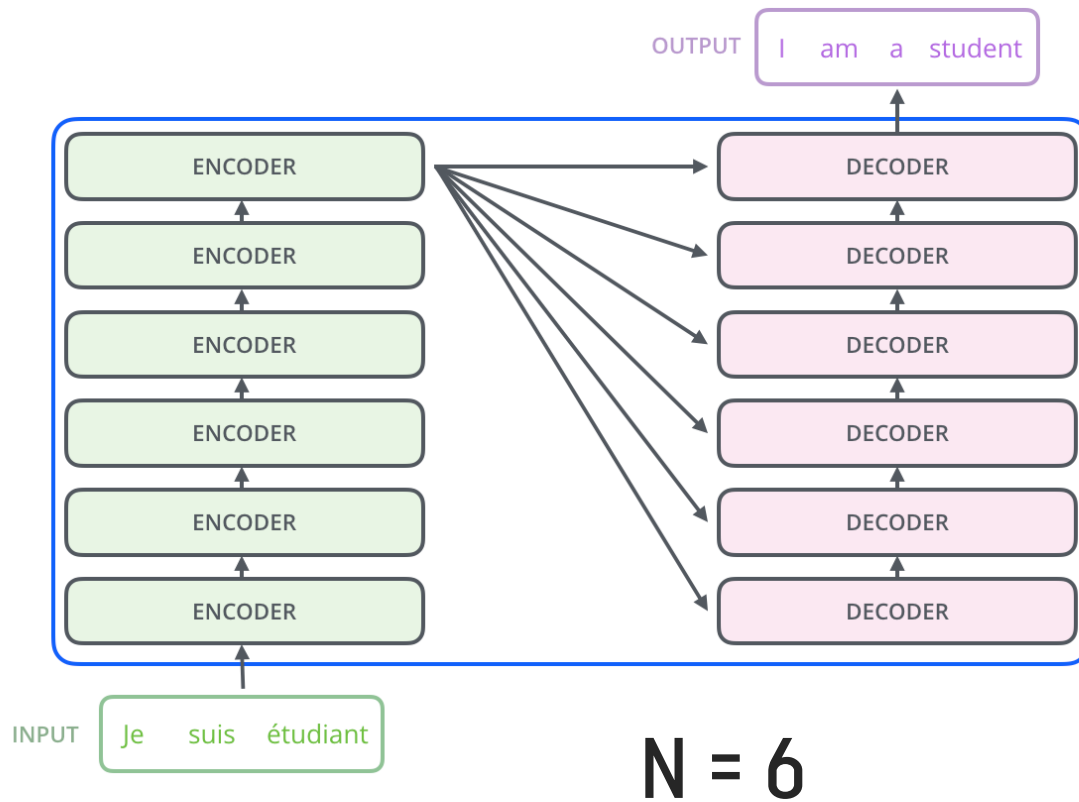 OUTPUT I am a student
ENCODER DECODER
ENCODER DECODER
ENCODER DECODER
ENCODER DECODER
ENCODER DECODER
ENCODER DECODER
INPUT Je suis étudiant
N = 6